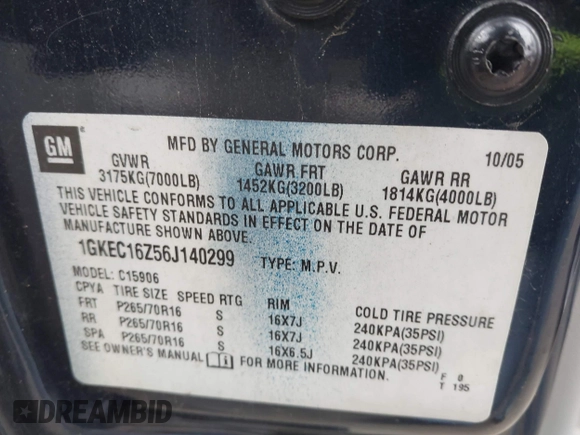 GM
MFD BY GENERAL MOTORS CORP. 10/05
GVWR GAWR FRT GAWR RR
3175KG(7000LB) 1452KG(3200LB) 1814KG(4000LB)
THIS VEHICLE CONFORMS TO ALL APPLICABLE U.S. FEDERAL MOTOR
VEHICLE SAFETY STANDARDS IN EFFECT ON THE DATE OF
MANUFACTURE SHOWN ABOVE.
1GKEC16Z56J140299 TYPE: M.P.V.
MODEL: C15906
CPYA TIRE SIZE SPEED RTG RIM COLD TIRE PRESSURE
FRT P265/70R16 S 16X7J 240KPA(35PSI)
RR P265/70R16 S 16X7J 240KPA(35PSI)
SPA P265/70R16 S 16X6.5J 240KPA(35PSI)
SEE OWNER'S MANUAL FOR MORE INFORMATION.
F 0
T 195
DREAMBID